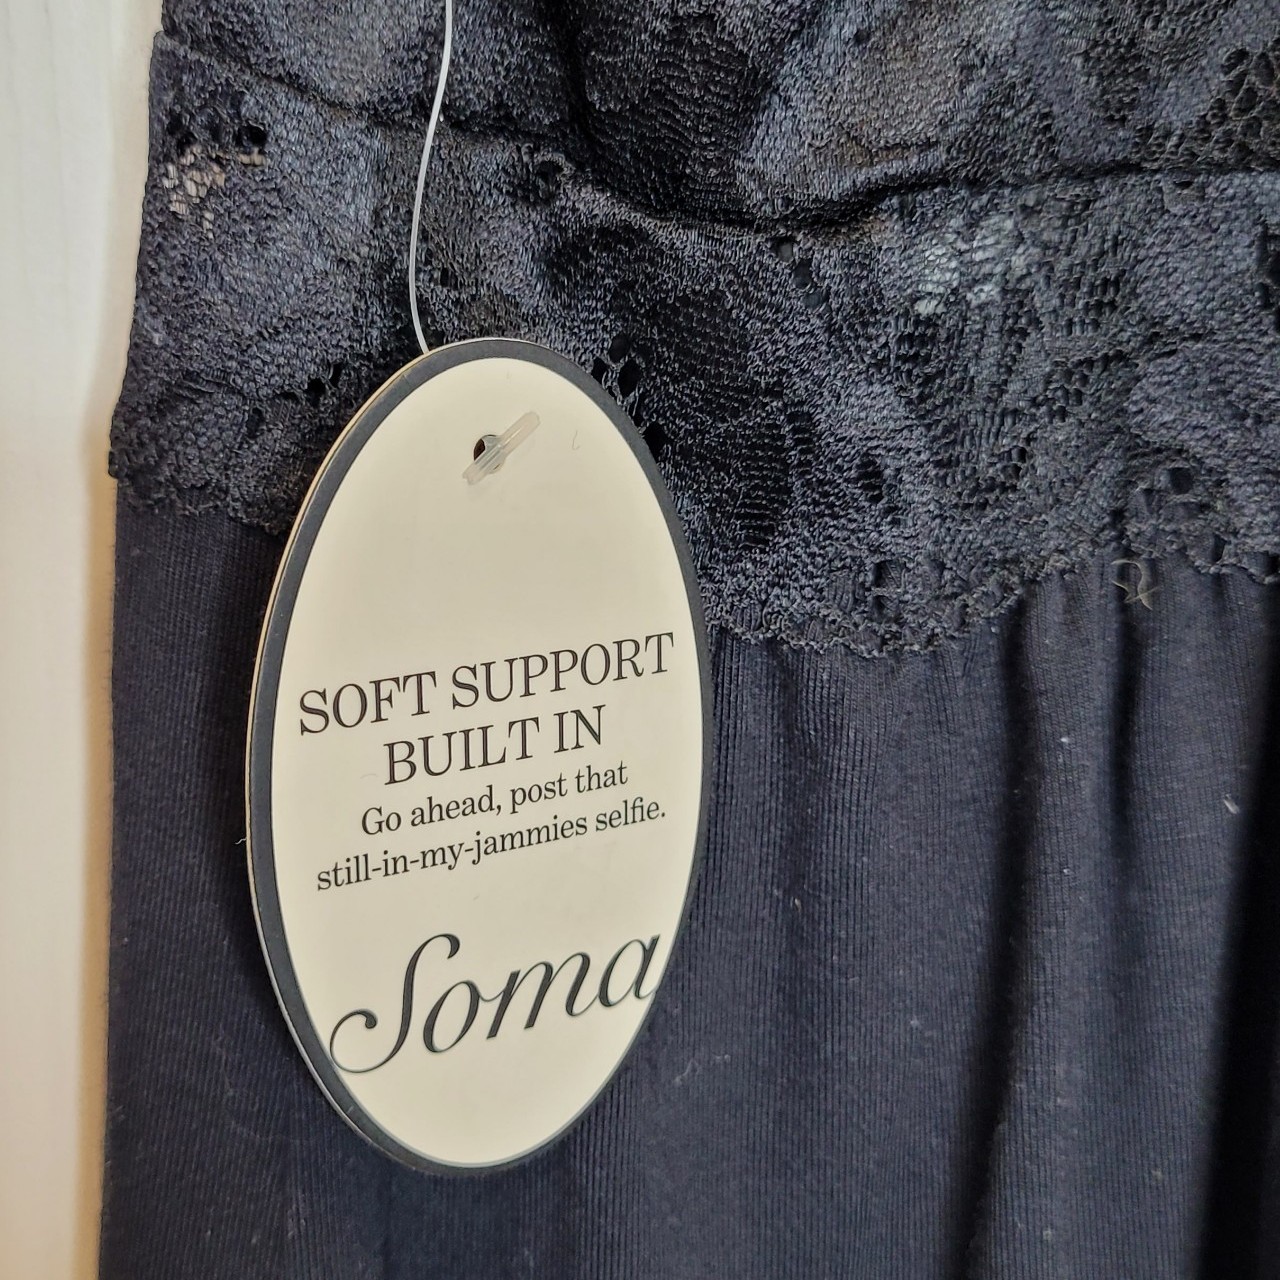 SOFT SUPPORT
BUILT IN
Go ahead, post that
still-in-my-jammies selfie.
Soma